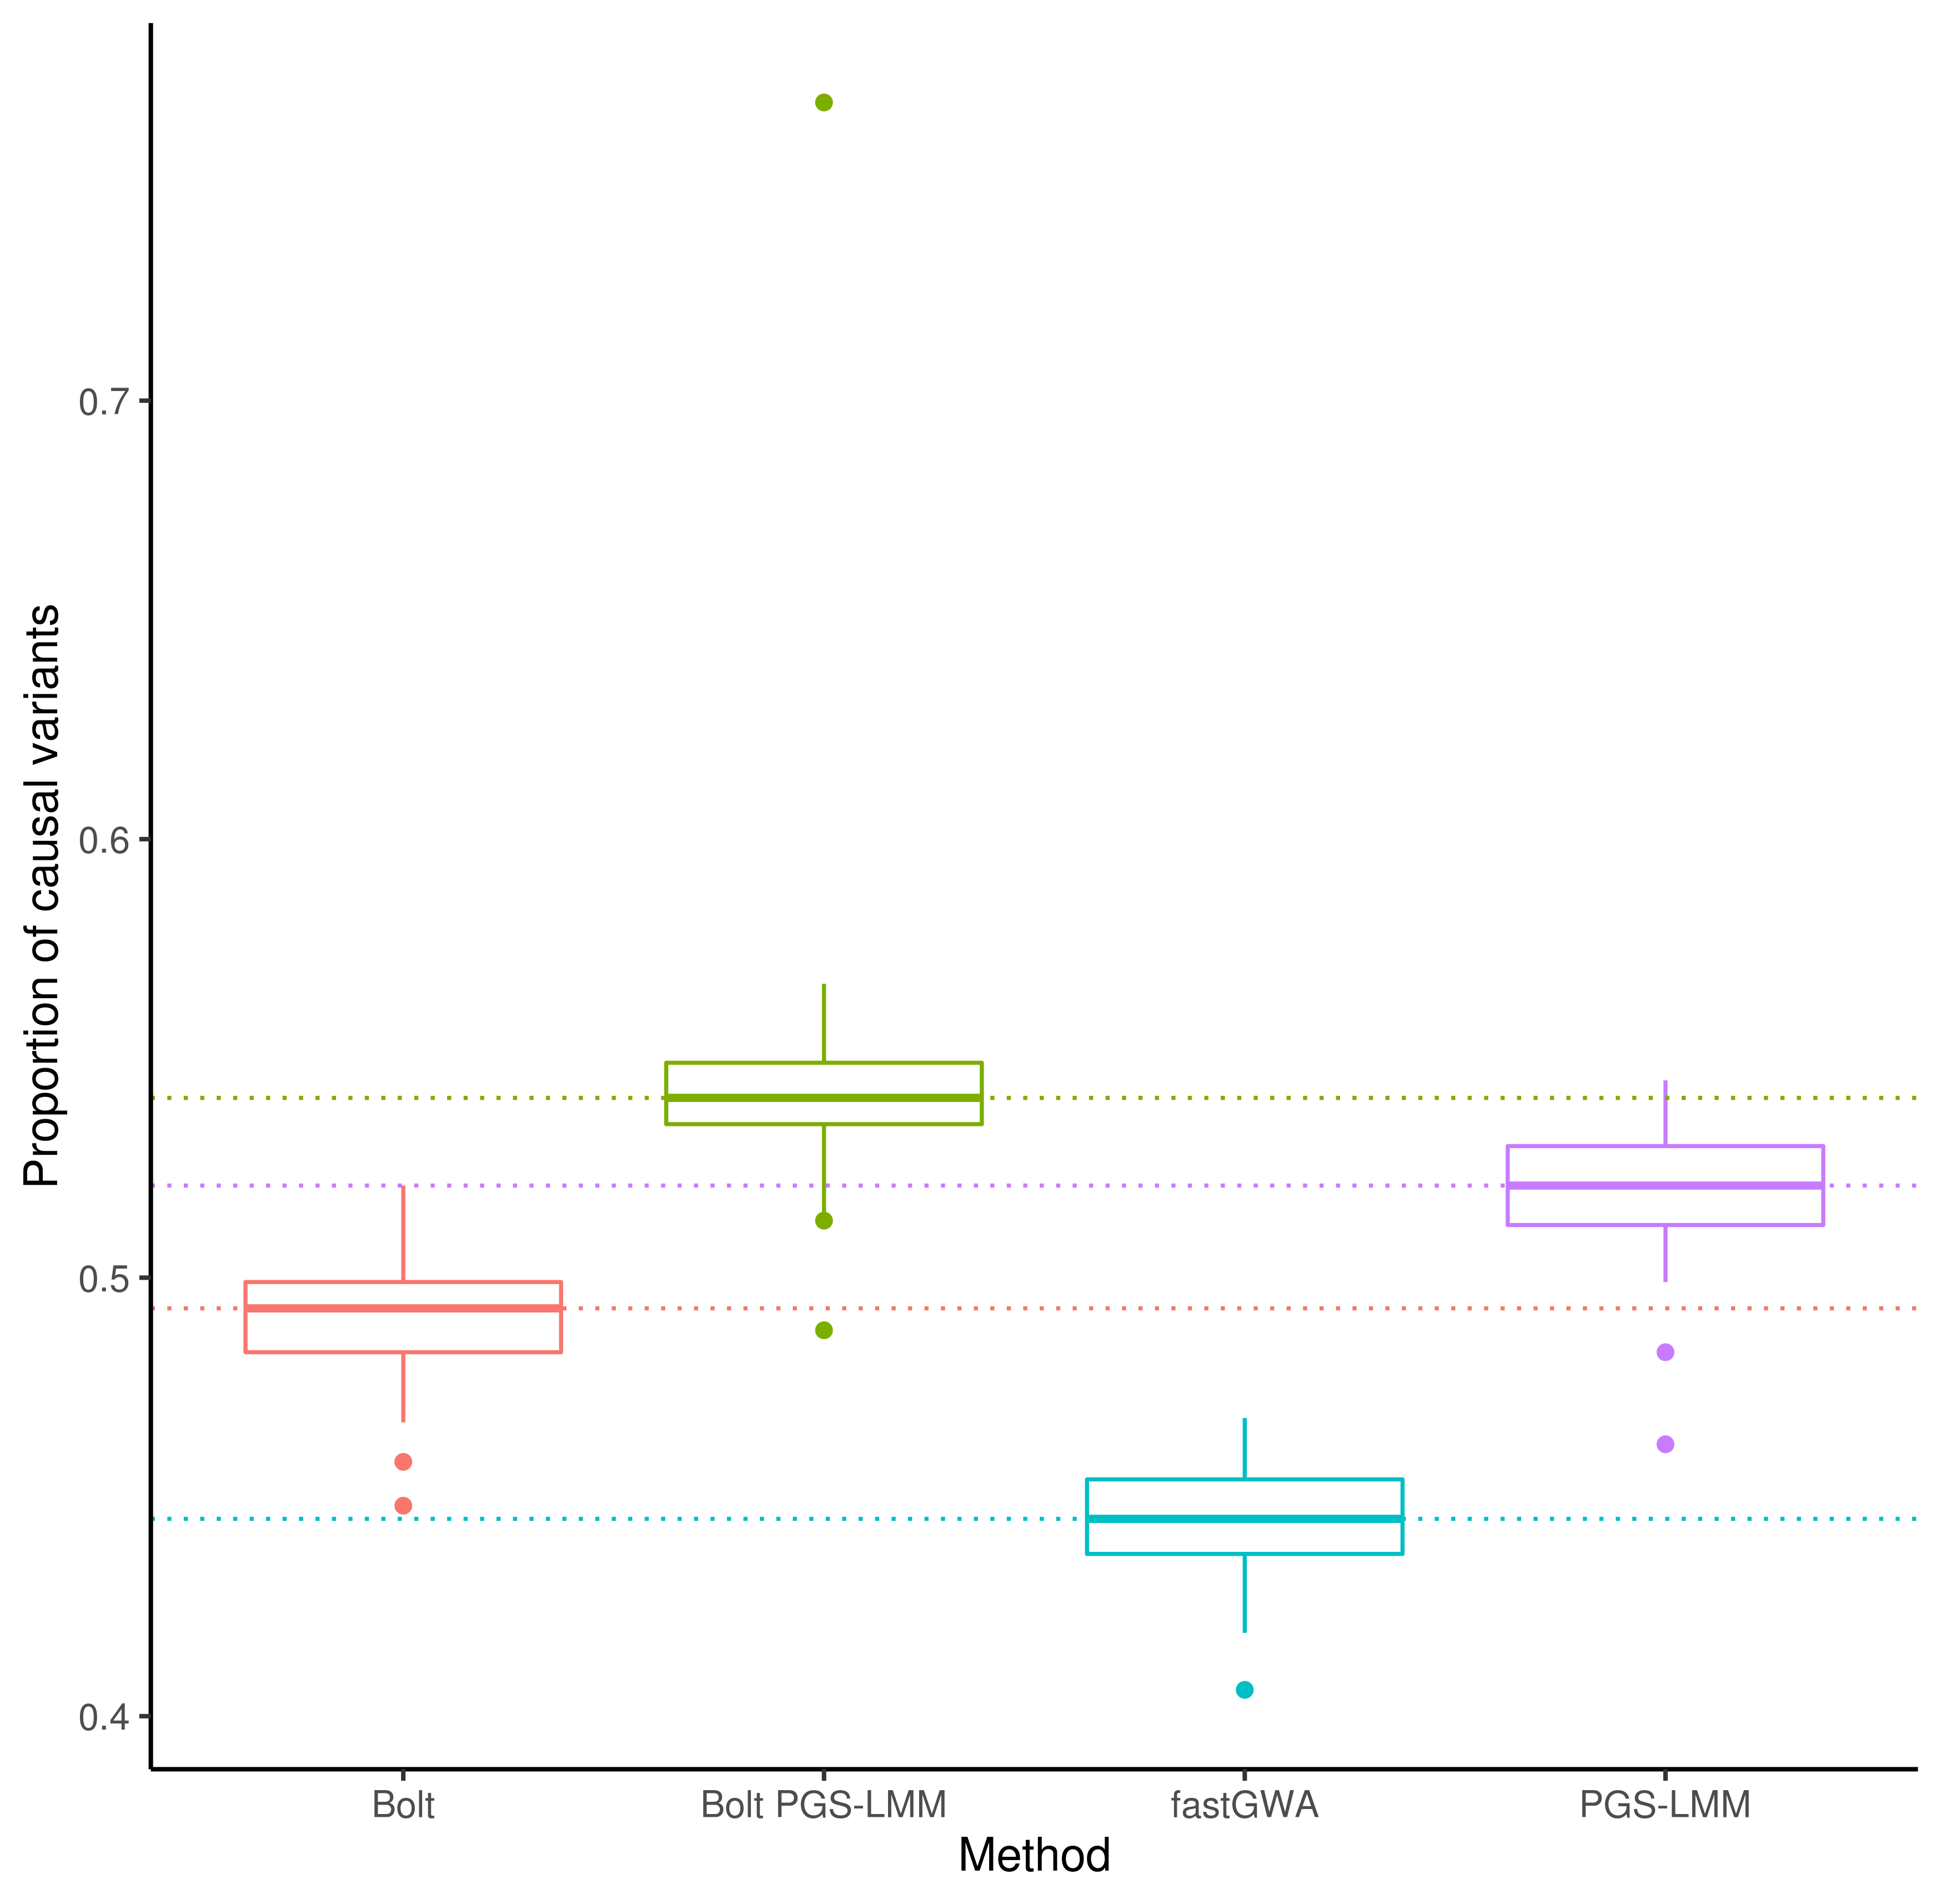 Proportion of causal variants
0.7
0.6
0.5
0.4
Bolt
Bolt PGS-LMM
fastGWA
PGS-LMM
Method